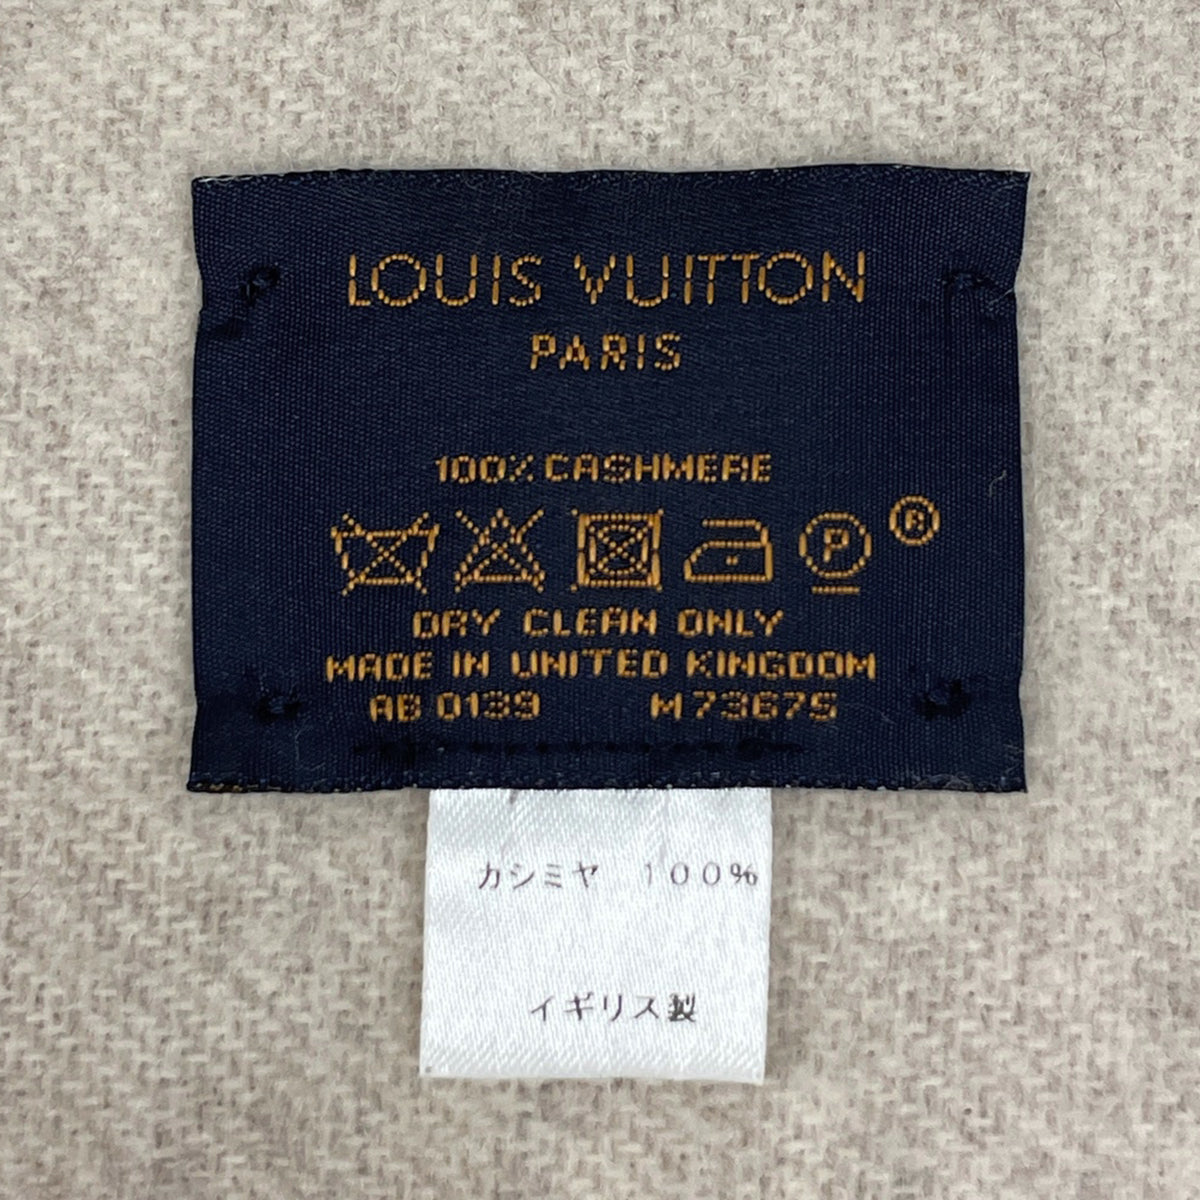 LOUIS VUITTON
PARIS
100% CASHMERE
P ®
DRY CLEAN ONLY
MADE IN UNITED KINGDOM
AB 0139 M73675
カシミヤ 100%
イギリス製